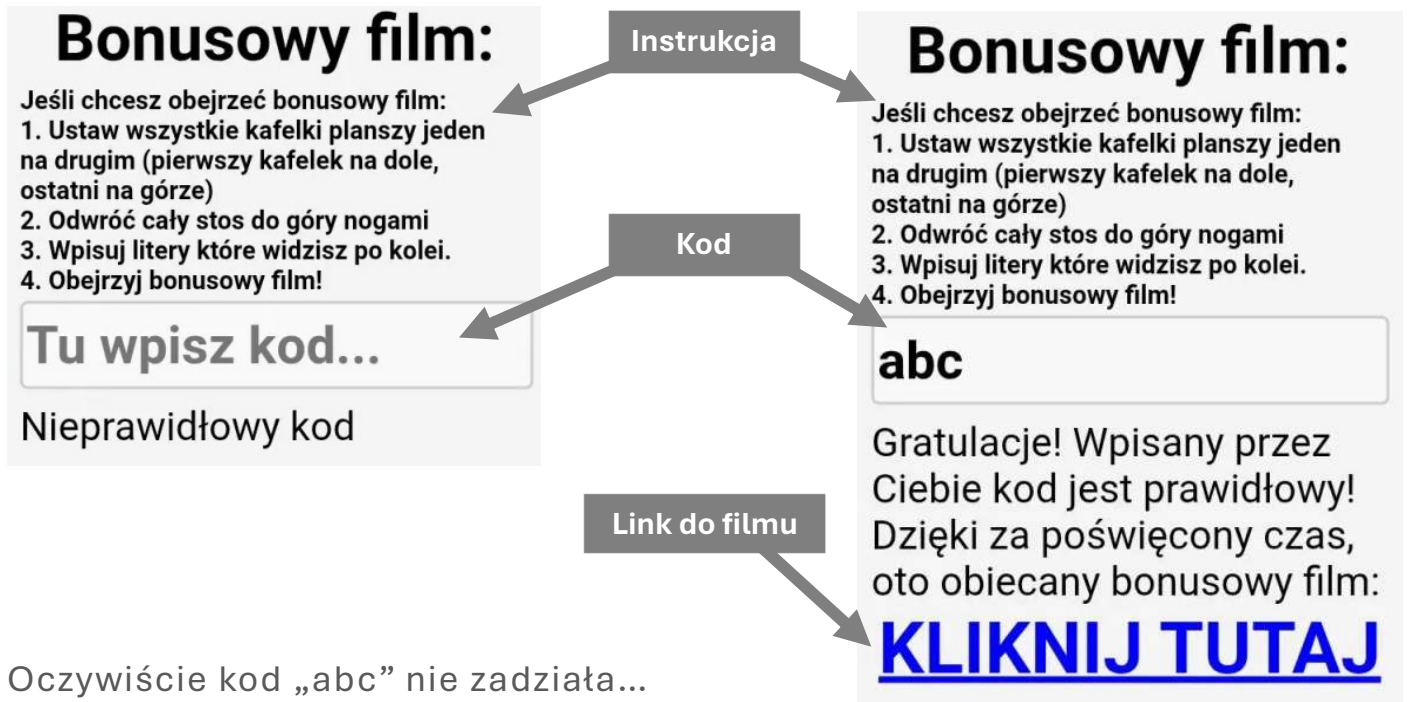 Bonusowy film:
Jeśli chcesz obejrzeć bonusowy film:
1. Ustaw wszystkie kafelki planszy jeden
na drugim (pierwszy kafelek na dole,
ostatni na górze)
2. Odwróć cały stos do góry nogami
3. Wpisuj litery które widzisz po kolei.
4. Obejrzyj bonusowy film!
Tu wpisz kod...
Nieprawidłowy kod
Instrukcja
Kod
Link do filmu
Bonusowy film:
Jeśli chcesz obejrzeć bonusowy film:
1. Ustaw wszystkie kafelki planszy jeden
na drugim (pierwszy kafelek na dole,
ostatni na górze)
2. Odwróć cały stos do góry nogami
3. Wpisuj litery które widzisz po kolei.
4. Obejrzyj bonusowy film!
abc
Gratulacje! Wpisany przez
Ciebie kod jest prawidłowy!
Dzięki za poświęcony czas,
oto obiecany bonusowy film:
KLIKNIJ TUTAJ
Oczywiście kod „abc” nie zadziała...